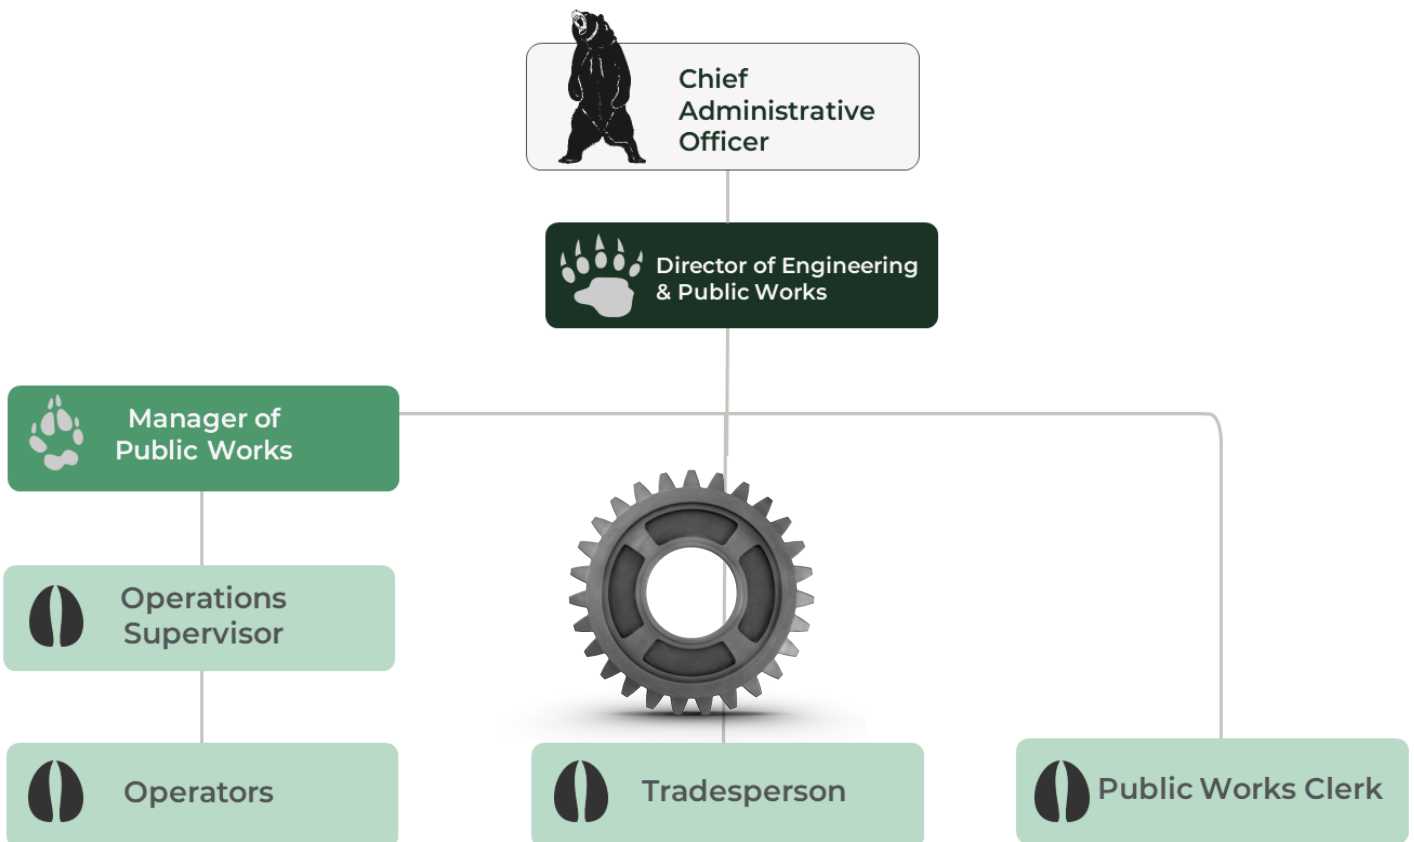 Chief
Administrative
Officer
Director of Engineering
& Public Works
Manager of
Public Works
Operations
Supervisor
Operators
Tradesperson
Public Works Clerk